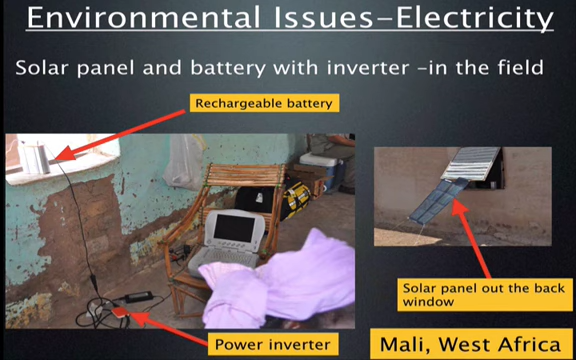 Environmental Issues–Electricity
Solar panel and battery with inverter –in the field
Rechargeable battery
Solar panel out the back
window
Power inverter
Mali, West Africa